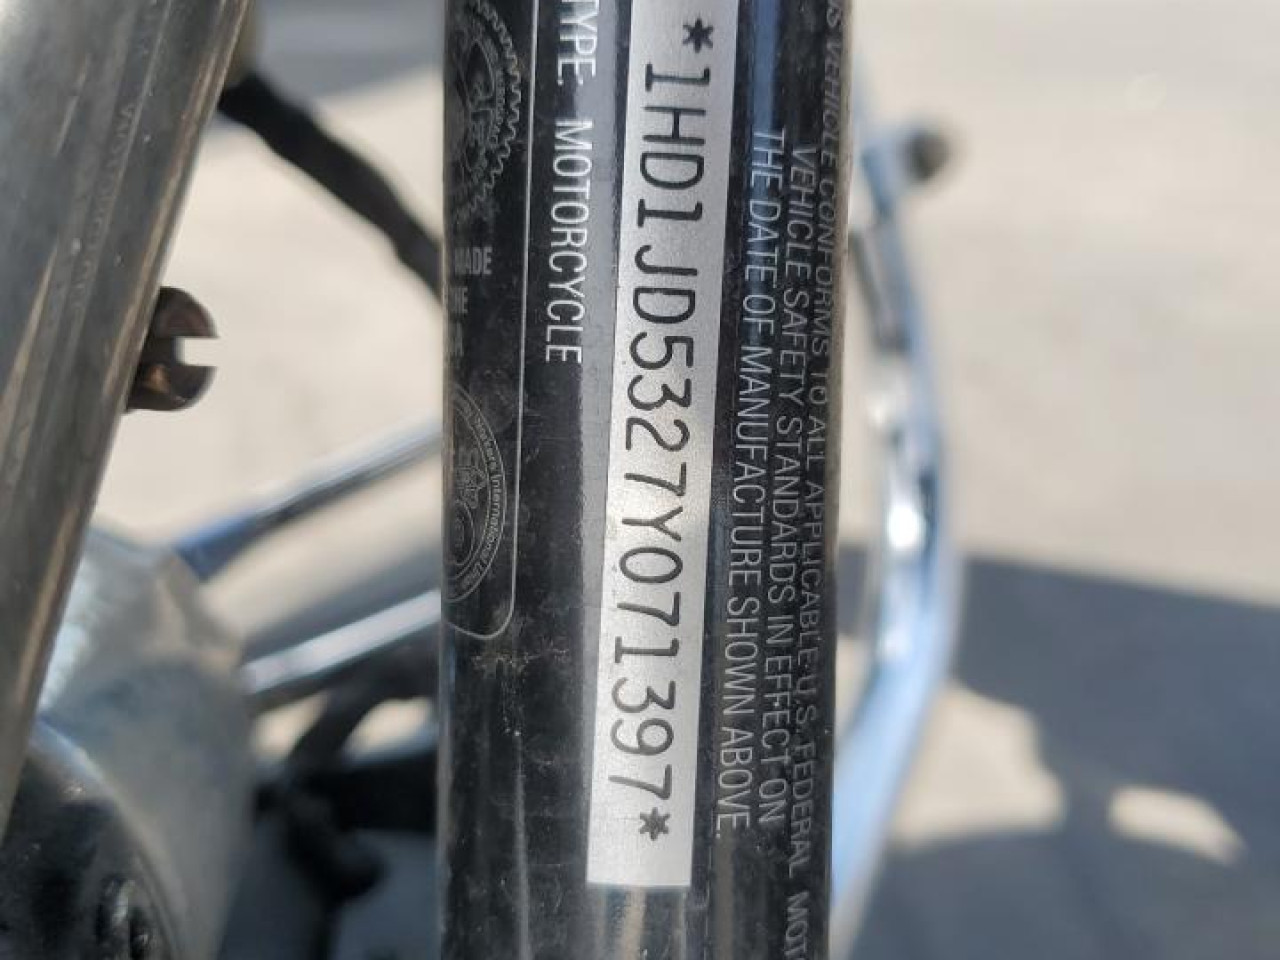 TYPE: MOTORCYCLE
*1HD1JD5327Y071397*
VEHICLE CONFORMS TO ALL APPLICABLE U.S. FEDERAL
VEHICLE SAFETY STANDARDS IN EFFECT ON
THE DATE OF MANUFACTURE SHOWN ABOVE.
MADE